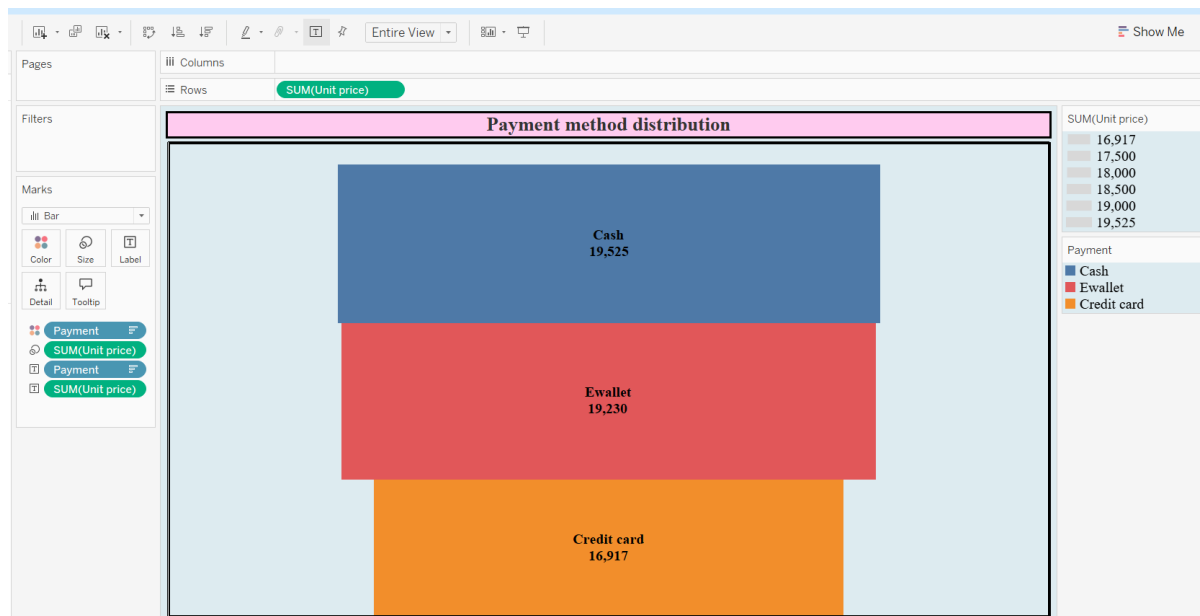 Entire View
Show Me
Pages
Columns
Rows
SUM(Unit price)
Filters
Marks
Bar
Color
Size
T
Label
Detail
Tooltip
Payment
SUM(Unit price)
Payment
SUM(Unit price)
Payment method distribution
Cash
19,525
Ewallet
19,230
Credit card
16,917
SUM(Unit price)
16,917
17,500
18,000
18,500
19,000
19,525
Payment
Cash
Ewallet
Credit card